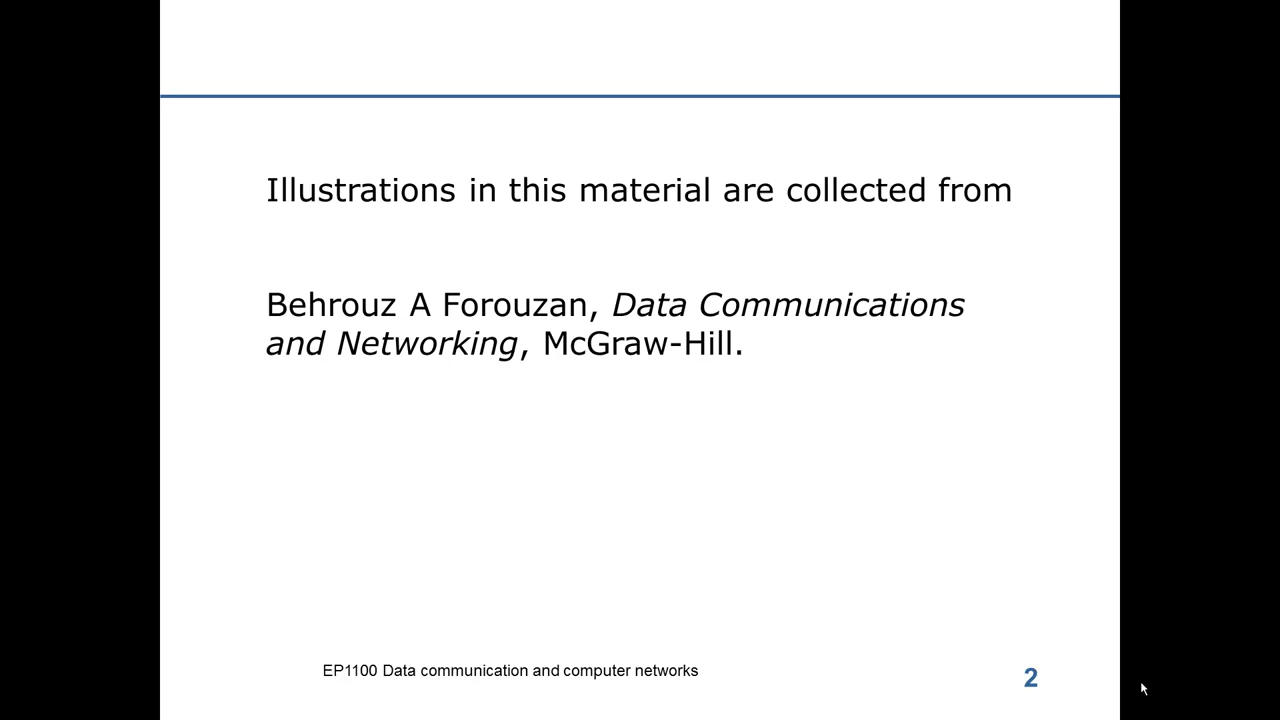 Illustrations in this material are collected from
Behrouz A Forouzan, Data Communications
and Networking, McGraw-Hill.
EP1100 Data communication and computer networks
2